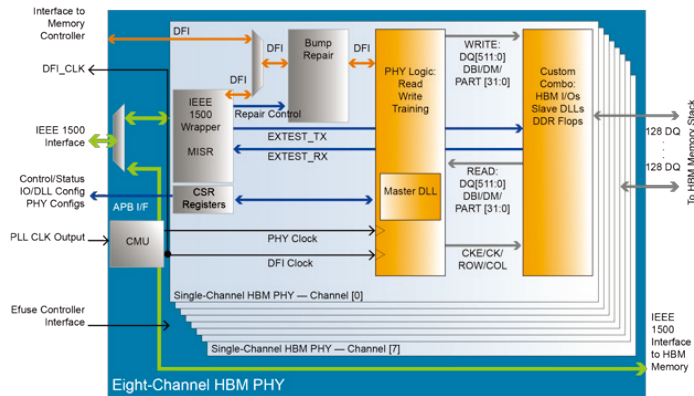 Interface to
Memory
Controller
DFI
DFI_CLK
IEEE 1500
Interface
Control/Status
IO/DLL Config
PHY Configs
APB I/F
PLL CLK Output
CMU
Efuse Controller
Interface
DFI
DFI
DFI
Bump
Repair
IEEE
1500
Wrapper
MISR
Repair Control
EXTEST_TX
EXTEST_RX
CSR
Registers
PHY Clock
DFI Clock
PHY Logic:
Read
Write
Training
Master DLL
WRITE:
DQ[511:0]
DBI/DM/
PART [31:0]
READ:
DQ[511:0]
DBI/DM/
PART [31:0]
CKE/CK/
ROW/COL
Custom
Combo:
HBM I/Os
Slave DLLs
DDR Flops
128 DQ
128 DQ
To HBM Memory Stack
Single-Channel HBM PHY — Channel [0]
Single-Channel HBM PHY — Channel [7]
IEEE
1500
Interface
to HBM
Memory
Eight-Channel HBM PHY